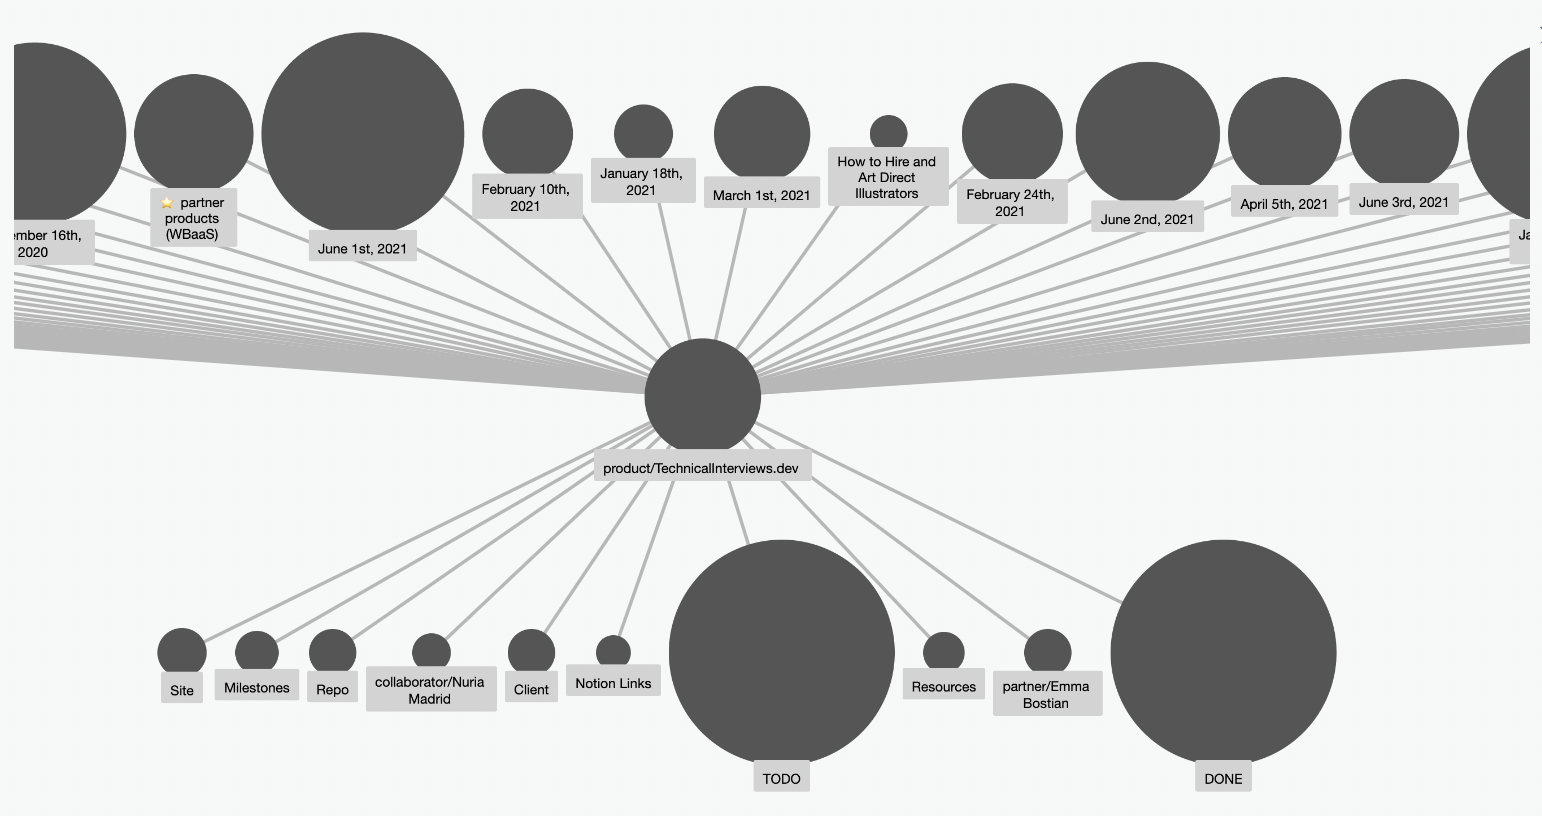 ember 16th,
2020
⭐ partner
products
(WBaaS)
June 1st, 2021
February 10th,
2021
January 18th,
2021
March 1st, 2021
How to Hire and
Art Direct
Illustrators
February 24th,
2021
June 2nd, 2021
April 5th, 2021
June 3rd, 2021
Ja
product/TechnicalInterviews.dev
Site
Milestones
Repo
collaborator/Nuria
Madrid
Client
Notion Links
TODO
Resources
partner/Emma
Bostian
DONE